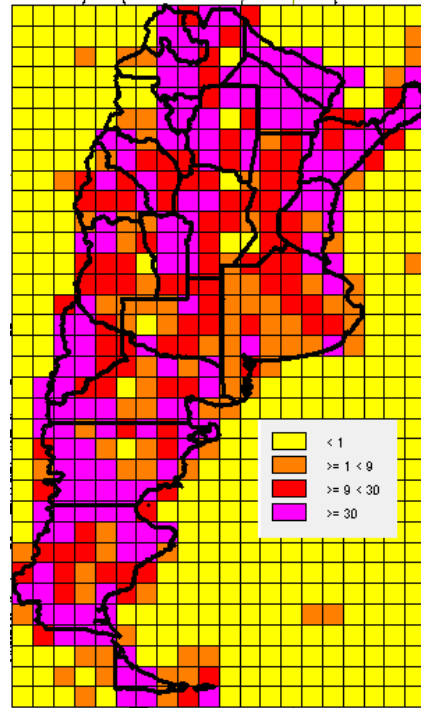 < 1
>= 1 < 9
>= 9 < 30
>= 30